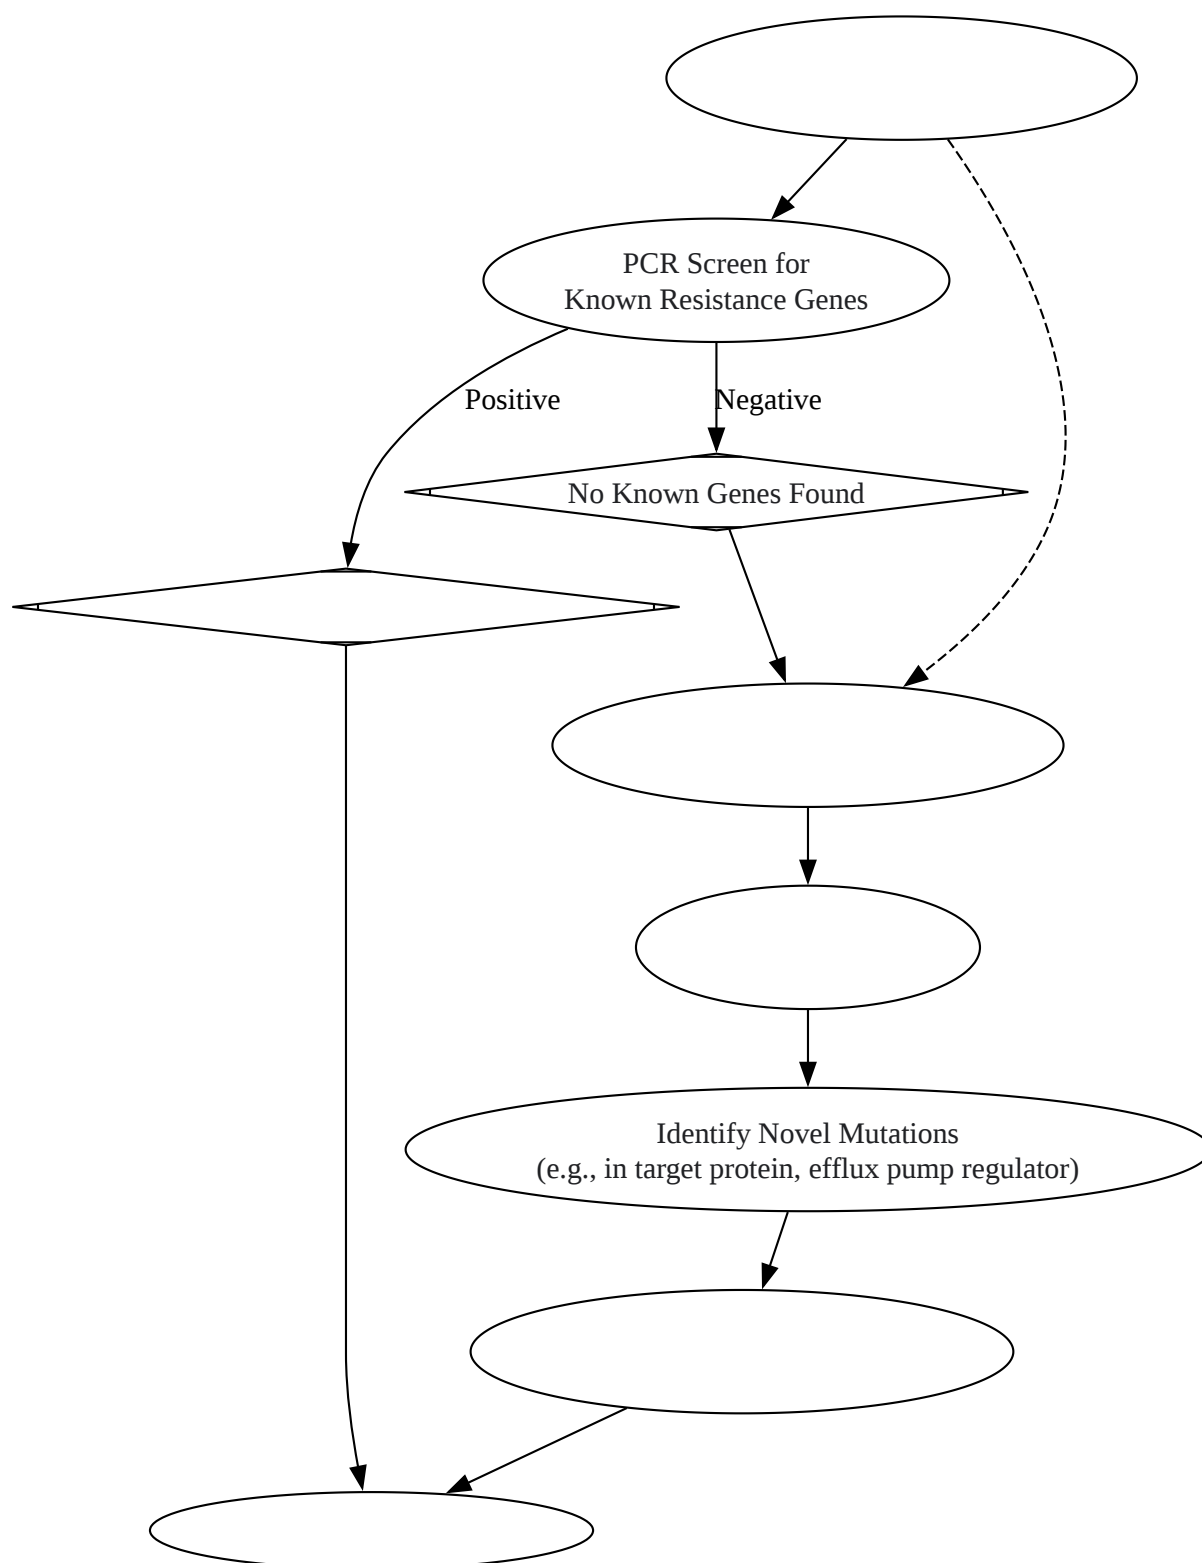 PCR Screen for
Known Resistance Genes
Positive
Negative
No Known Genes Found
Identify Novel Mutations
(e.g., in target protein, efflux pump regulator)